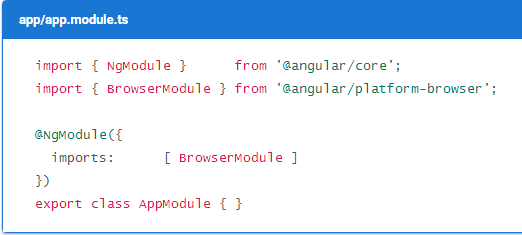 app/app.module.ts
import { NgModule }      from '@angular/core';
import { BrowserModule } from '@angular/platform-browser';
@NgModule({
  imports:      [ BrowserModule ]
})
export class AppModule { }